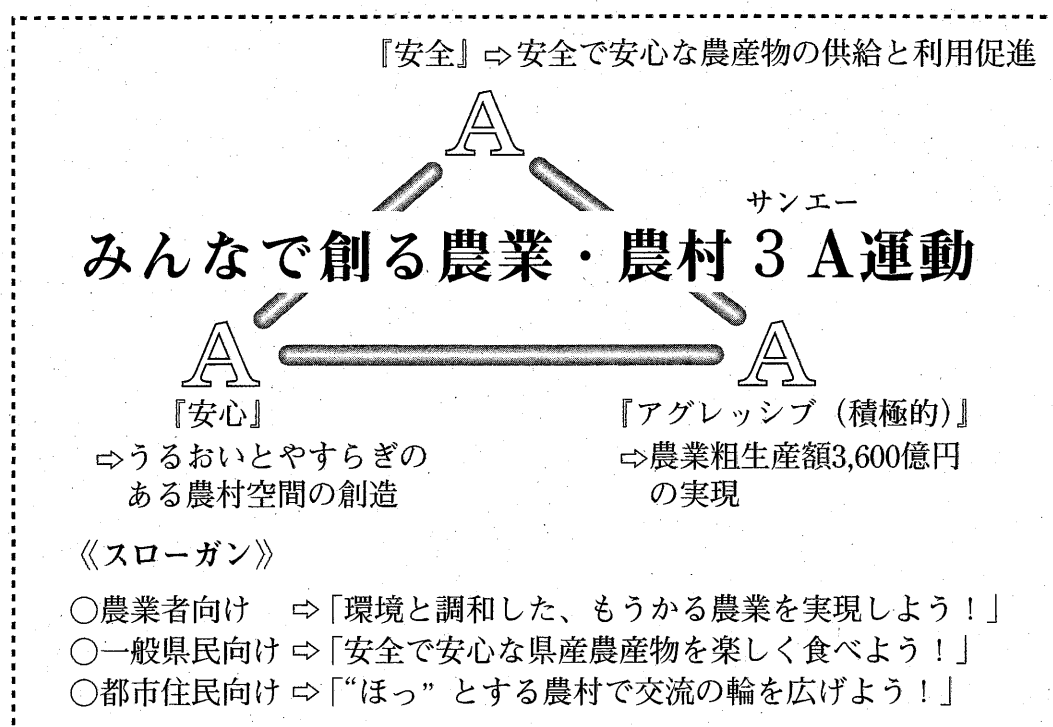 『安全』⇨安全で安心な農産物の供給と利用促進
A
サンエー
みんなで創る農業・農村3A運動
A
A
『安心』
⇨うるおいとやすらぎの
ある農村空間の創造
『アグレッシブ（積極的）』
⇨農業粗生産額3,600億円
の実現
《スローガン》
○農業者向け ⇨「環境と調和した、もうかる農業を実現しよう！」
○一般県民向け⇨「安全で安心な県産農産物を楽しく食べよう！」
○都市住民向け⇨「“ほっ”とする農村で交流の輪を広げよう！」